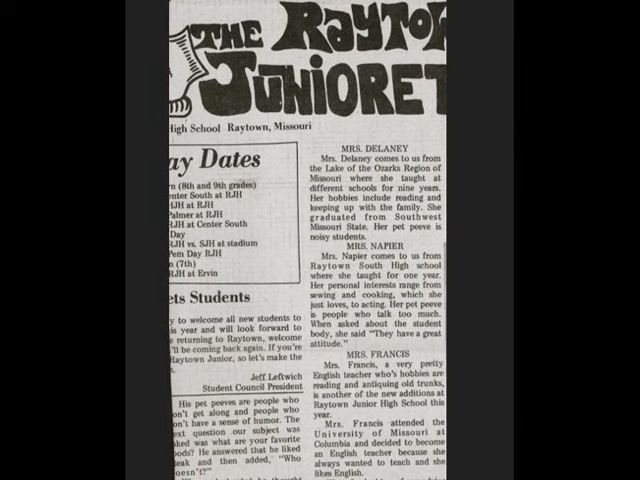 THE RAYTOW
JUNIORET
High School Raytown, Missouri
ay Dates
rn (8th and 9th grades)
enter South at RJH
HJH at RJH
Palmer at RJH
RJH at Center South
Day
RJH vs. SJH at stadium
Pem Day RJH
n (7th)
RJH at Ervin
ets Students
y to welcome all new students to
is year and will look forward to
e returning to Raytown, welcome
'll be coming back again. If you're
Raytown Junior, so let's make the
s.
Jeff Leftwich
Student Council President
His pet peeves are people who
on't get along and people who
on't have a sense of humor. The
ext question our subject was
sked was what are your favorite
oods? He answered that he liked
eak and then added, "Who
oesn't?"
MRS. DELANEY
Mrs. Delaney comes to us from
the Lake of the Ozarks Region of
Missouri where she taught at
different schools for nine years.
Her hobbies include reading and
keeping up with the family. She
graduated from Southwest
Missouri State. Her pet peeve is
noisy students.
MRS. NAPIER
Mrs. Napier comes to us from
Raytown South High school
where she taught for one year.
Her personal interests range from
sewing and cooking, which she
just loves, to acting. Her pet peeve
is people who talk too much.
When asked about the student
body, she said "They have a great
attitude."
MRS. FRANCIS
Mrs. Francis, a very pretty
English teacher who's hobbies are
reading and antiquing old trunks,
is another of the new additions at
Raytown Junior High School this
year.
Mrs. Francis attended the
University of Missouri at
Columbia and decided to become
an English teacher because she
always wanted to teach and she
likes English.